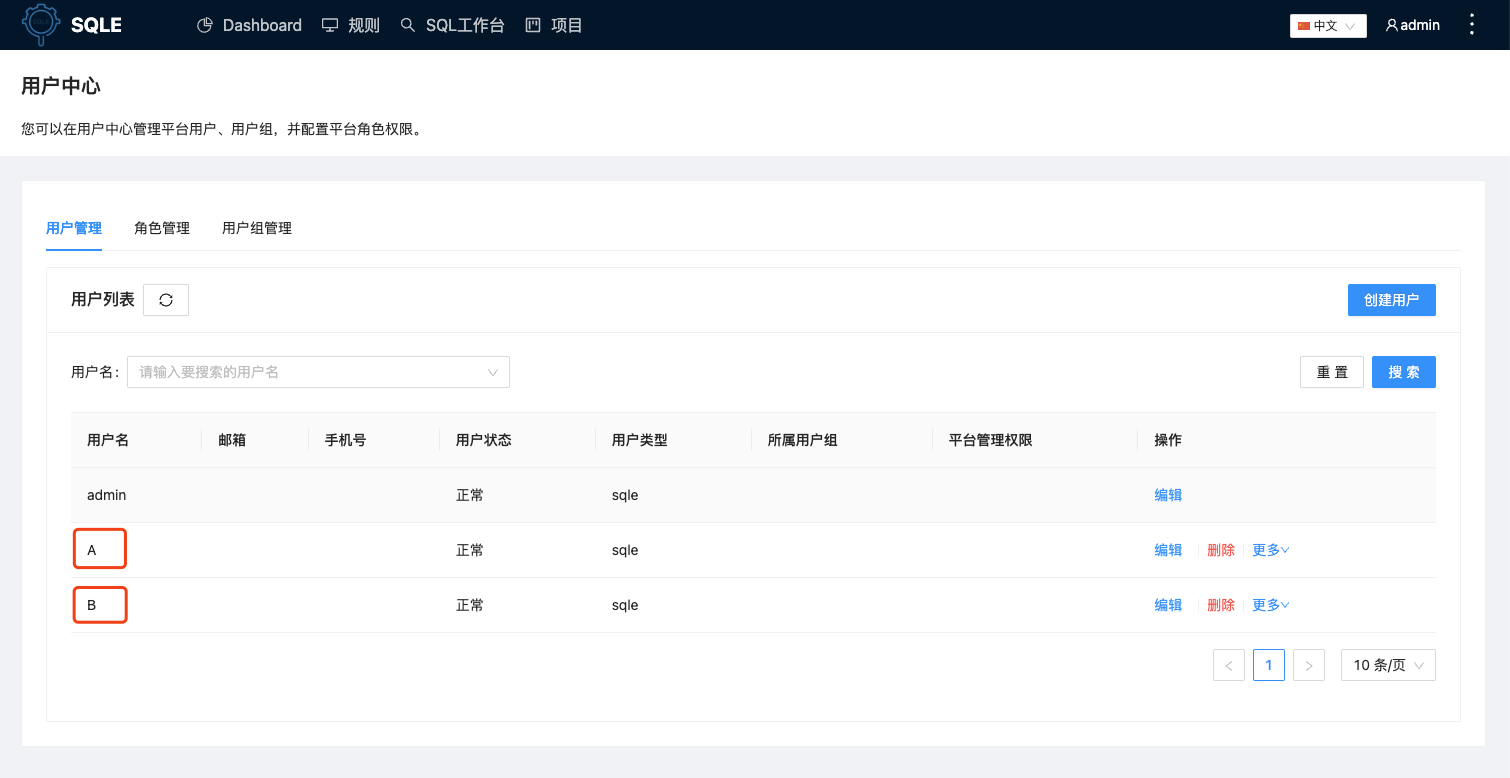 SQLE Dashboard 规则 SQL工作台 项目 中文 admin
用户中心
您可以在用户中心管理平台用户、用户组，并配置平台角色权限。
用户管理 角色管理 用户组管理
用户列表 创建用户
用户名： 请输入要搜索的用户名 重 置 搜 索
用户名 邮箱 手机号 用户状态 用户类型 所属用户组 平台管理权限 操作
admin 正常 sqle 编辑
A 正常 sqle 编辑 删除 更多
B 正常 sqle 编辑 删除 更多
< 1 > 10 条/页